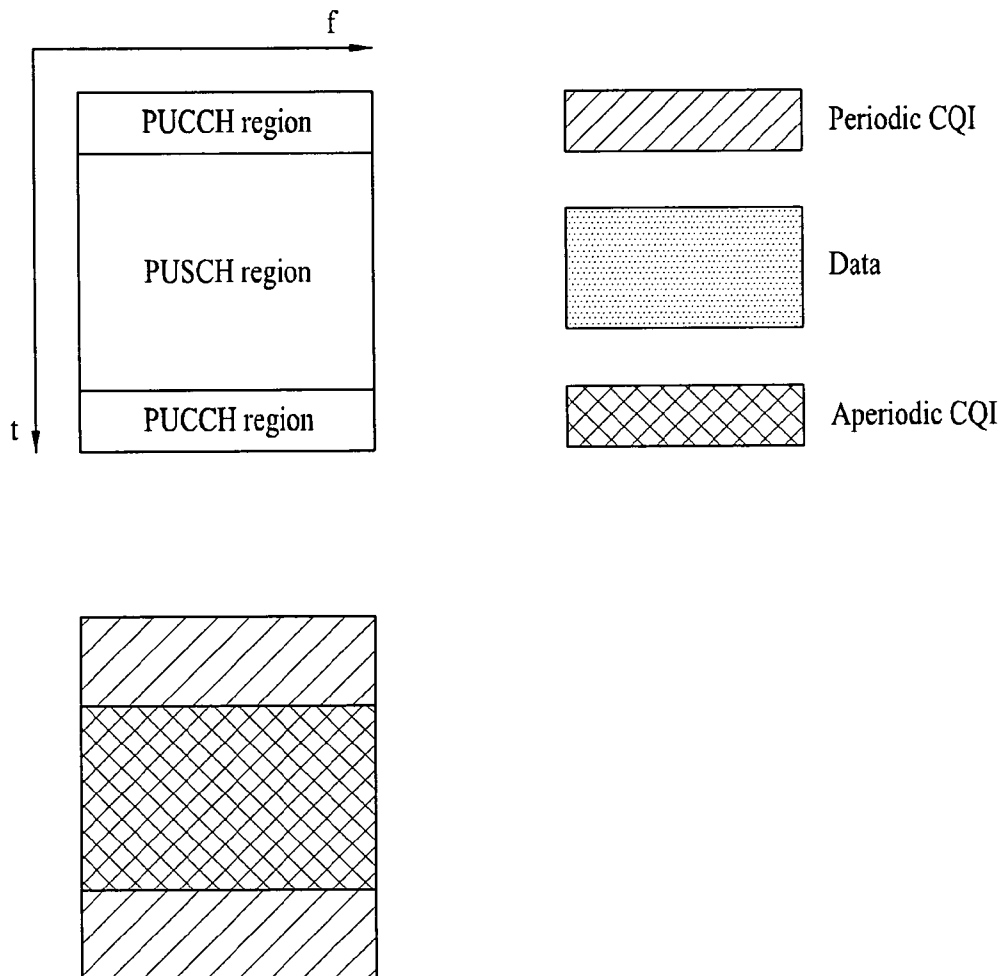 f
t
PUCCH region
PUSCH region
PUCCH region
Periodic CQI
Data
Aperiodic CQI